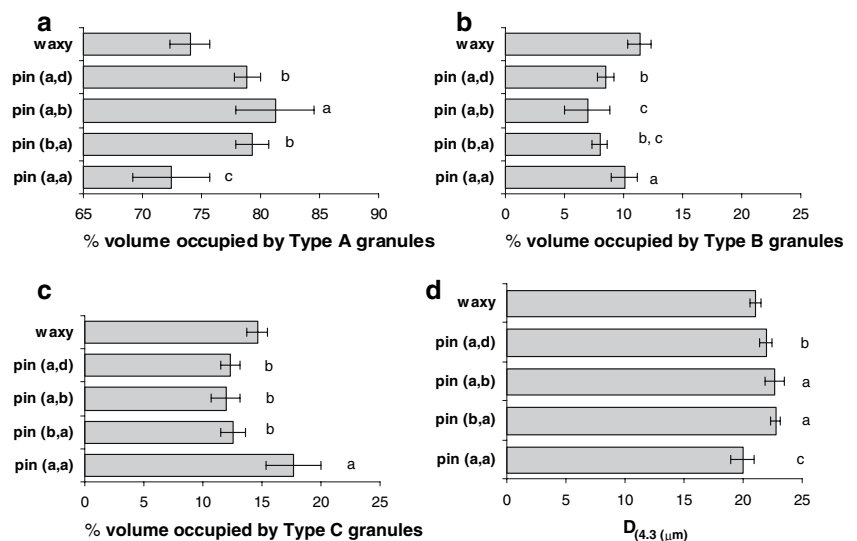 a
waxy
pin (a,d) b
pin (a,b) a
pin (b,a) b
pin (a,a) c
65 70 75 80 85 90
% volume occupied by Type A granules
b
waxy
pin (a,d) b
pin (a,b) c
pin (b,a) b, c
pin (a,a) a
0 5 10 15 20 25
% volume occupied by Type B granules
c
waxy
pin (a,d) b
pin (a,b) b
pin (b,a) b
pin (a,a) a
0 5 10 15 20 25
% volume occupied by Type C granules
d
waxy
pin (a,d) b
pin (a,b) a
pin (b,a) a
pin (a,a) c
0 5 10 15 20 25
D(4.3 (μm)